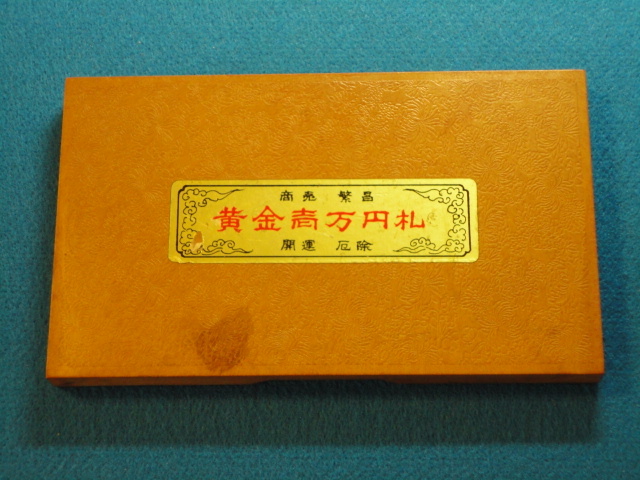 商売 繁昌
黄金壱万円札
開運 厄除